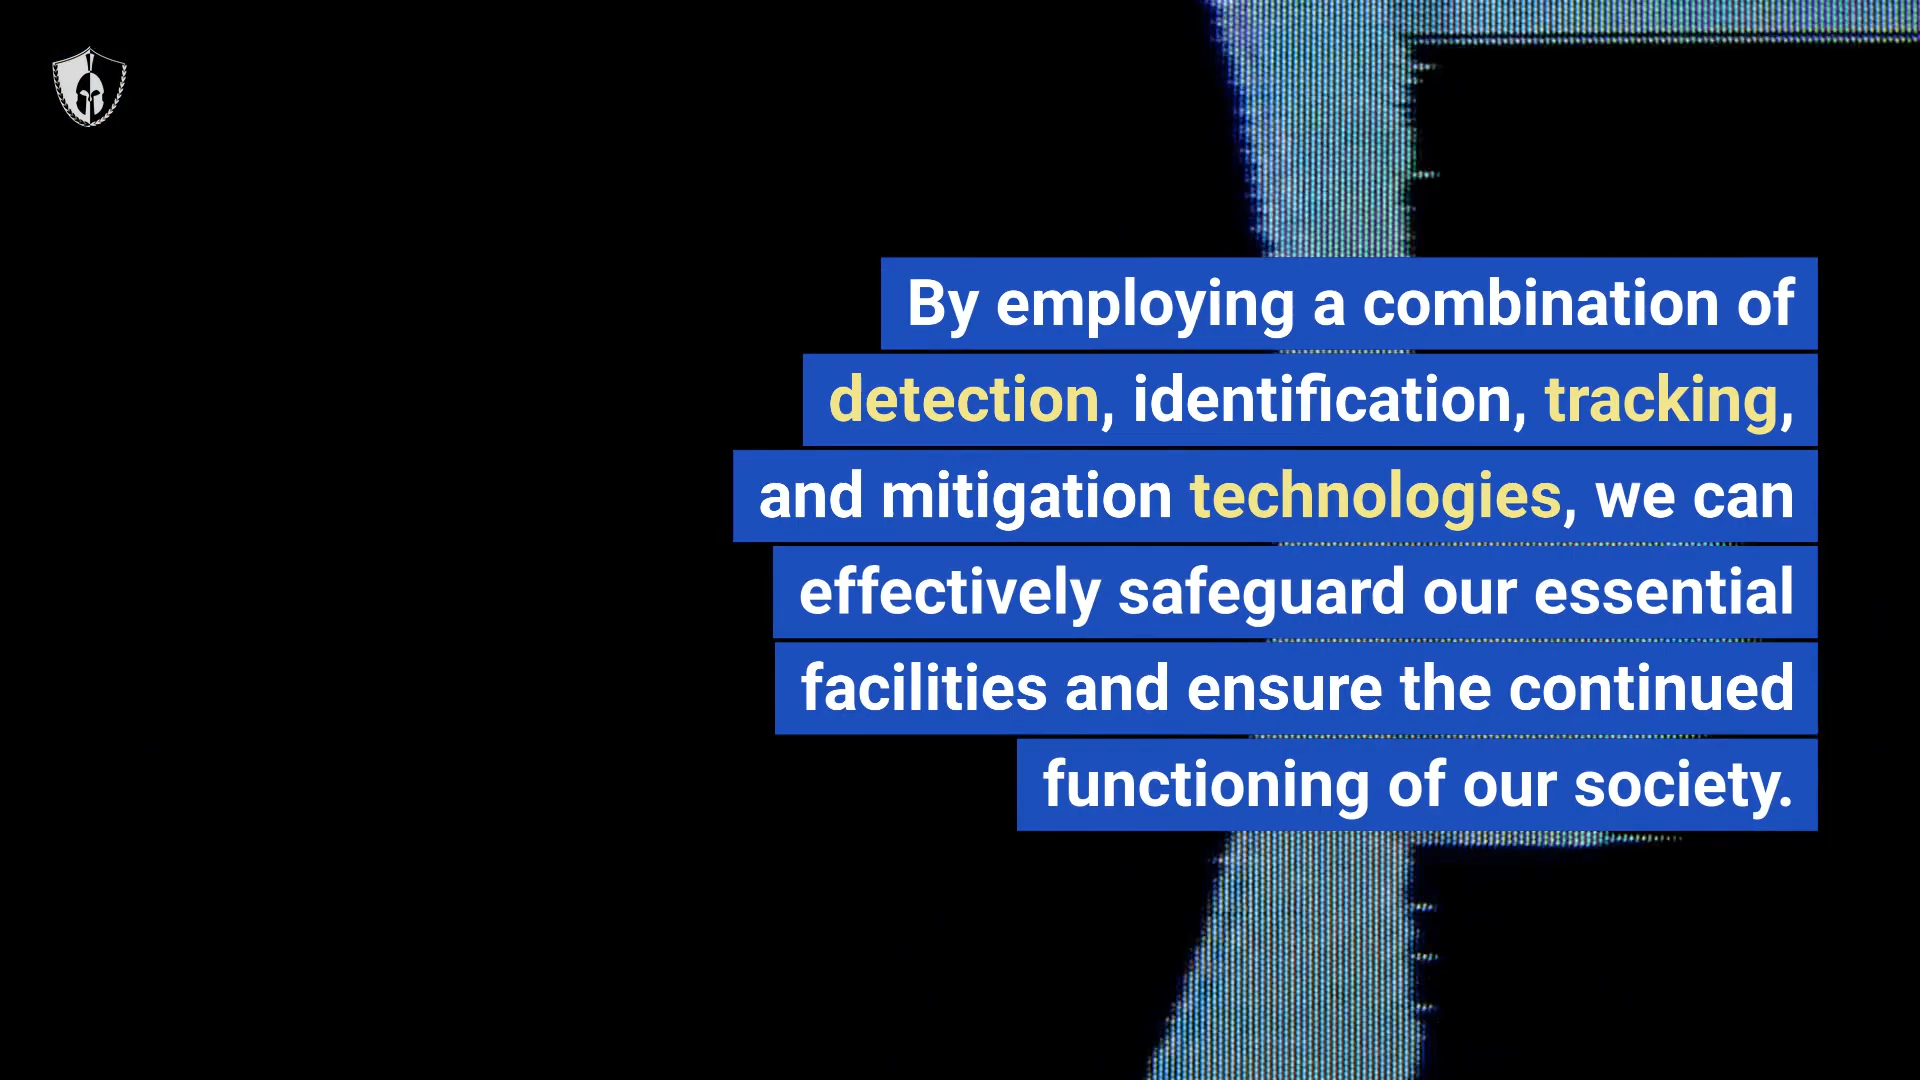 By employing a combination of
detection, identification, tracking,
and mitigation technologies, we can
effectively safeguard our essential
facilities and ensure the continued
functioning of our society.